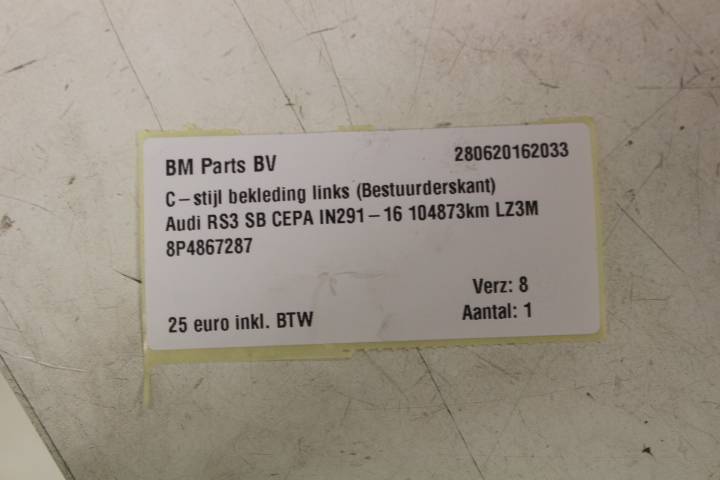 BM Parts BV 280620162033
C-stijl bekleding links (Bestuurderskant)
Audi RS3 SB CEPA IN291-16 104873km LZ3M
8P4867287
Verz: 8
25 euro inkl. BTW Aantal: 1